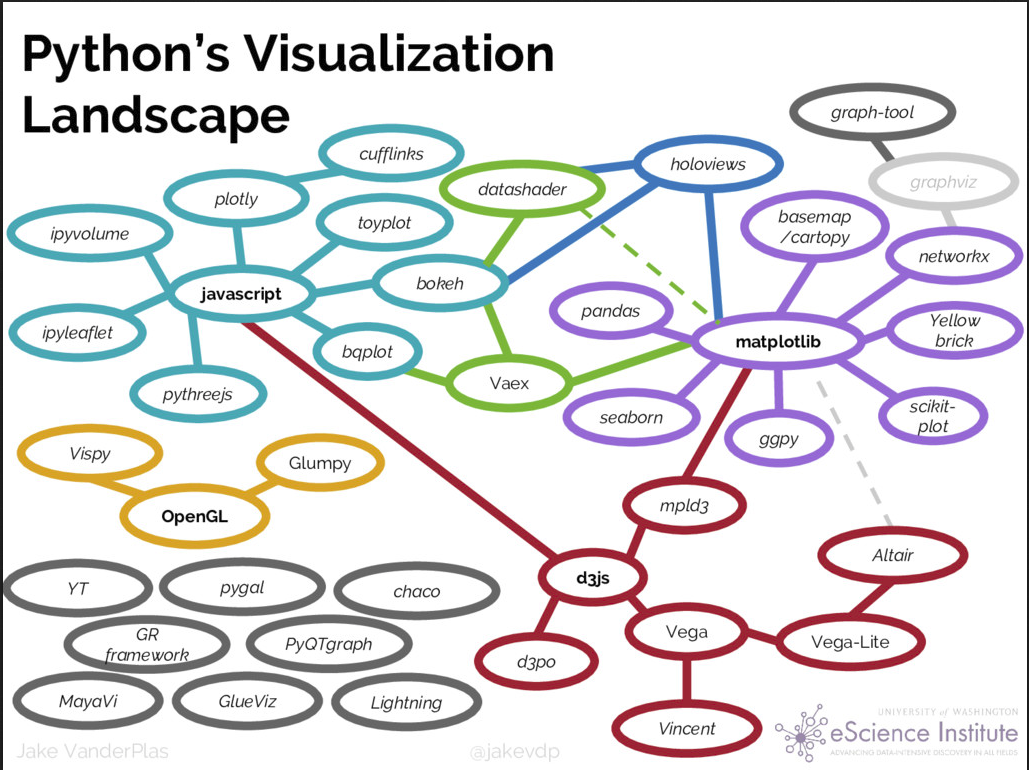 Python's Visualization
Landscape
cufflinks
graph-tool
holoviews
graphviz
datashader
plotly
toyplot
basemap
/cartopy
ipyvolume
networkx
bokeh
javascript
pandas
Yellow
brick
ipyleaflet
matplotlib
bqplot
Vaex
pythreejs
seaborn
scikit-
plot
ggpy
Vispy
Glumpy
OpenGL
mpld3
Altair
d3js
YT
pygal
chaco
GR
framework
PyQTgraph
Vega
Vega-Lite
d3po
MayaVi
GlueViz
Lightning
Vincent
UNIVERSITY of WASHINGTON
eScience Institute
ADVANCING DATA-INTENSIVE DISCOVERY IN ALL FIELDS
Jake VanderPlas
@jakevdp